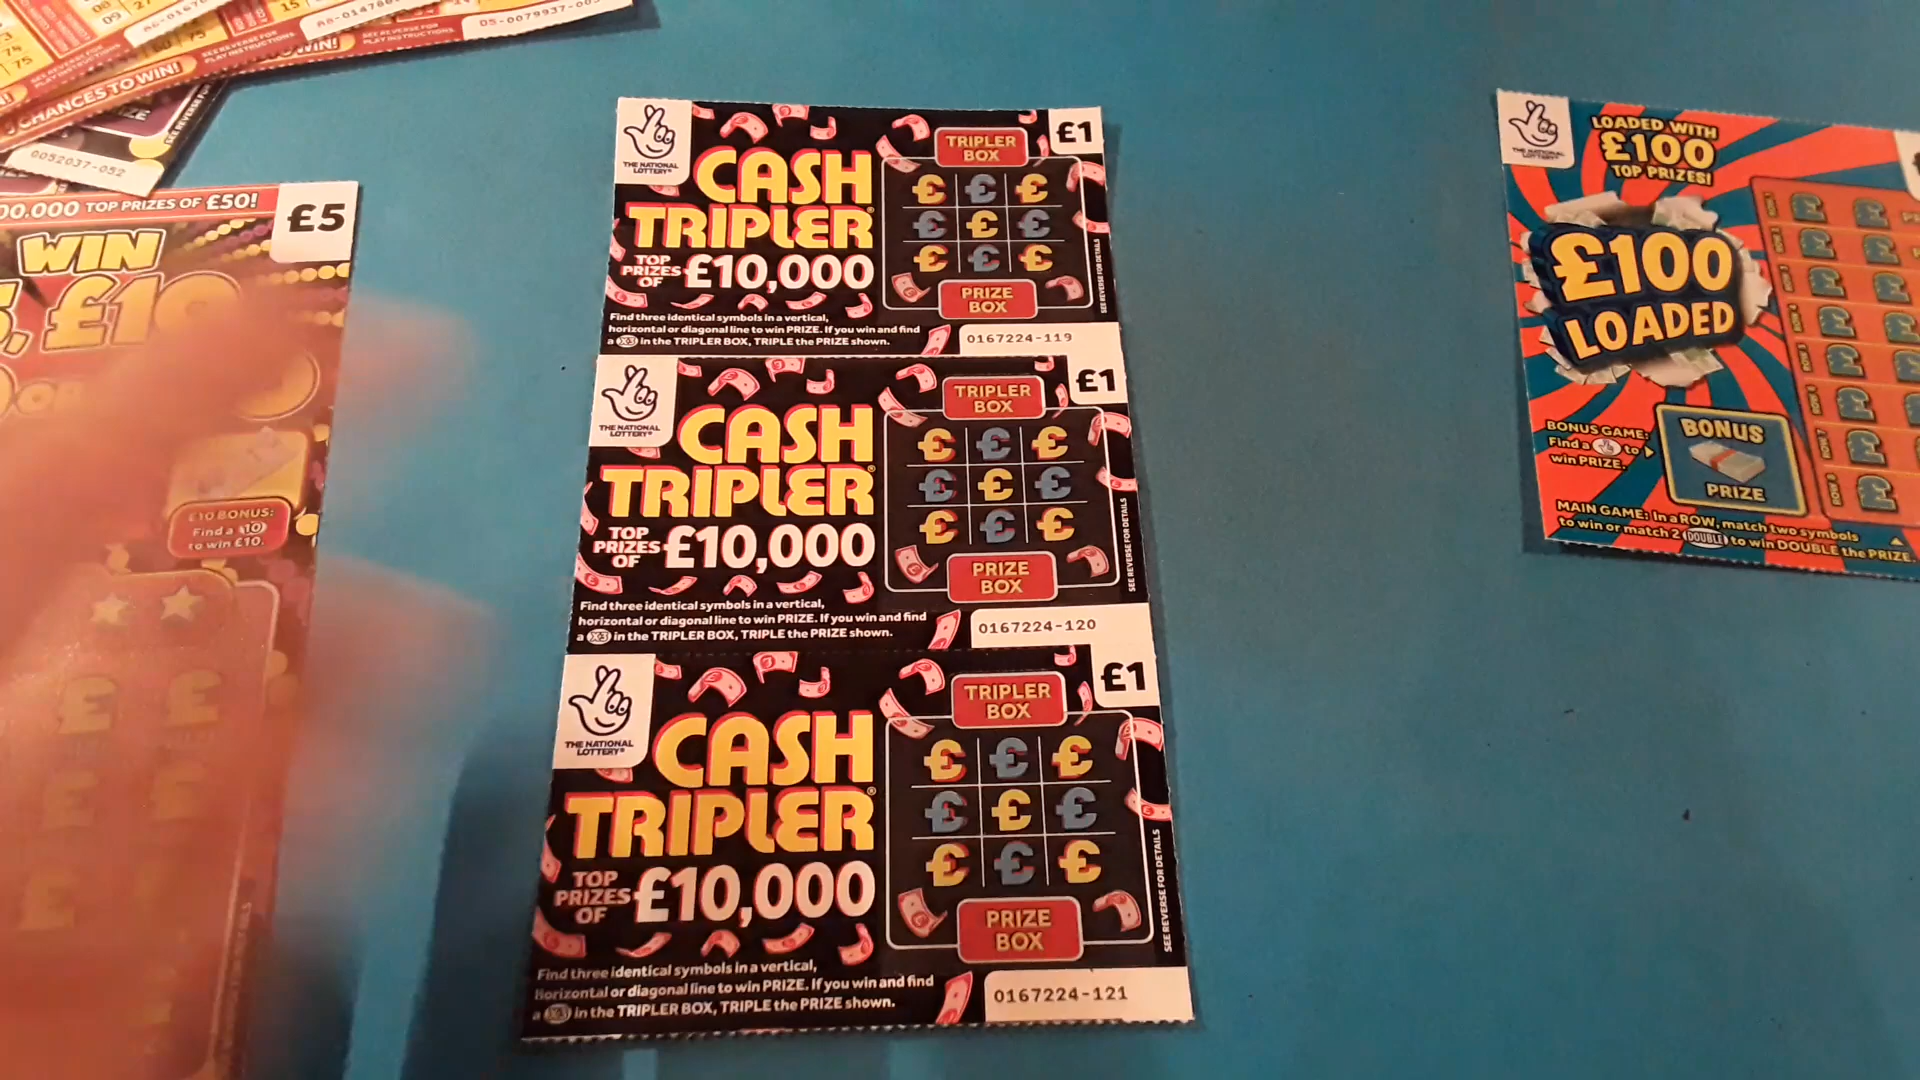 D5-0079937-00
SEE REVERSE FOR
PLAY INSTRUCTIONS
CHANCES TO WIN!
0052037-052
TOP PRIZES OF £50!
£5
WIN
£10
£10 BONUS:
Find a 10
to win £10.
£1
THE NATIONAL
LOTTERY®
CASH
TRIPLER®
TOP
PRIZES
OF
£10,000
TRIPLER
BOX
£ £ £
£ £ £
£ £ £
PRIZE
BOX
SEE REVERSE FOR DETAILS
Find three identical symbols in a vertical,
horizontal or diagonal line to win PRIZE. If you win and find
a X3 in the TRIPLER BOX, TRIPLE the PRIZE shown.
0167224-119
£1
THE NATIONAL
LOTTERY®
CASH
TRIPLER®
TOP
PRIZES
OF
£10,000
TRIPLER
BOX
£ £ £
£ £ £
£ £ £
PRIZE
BOX
SEE REVERSE FOR DETAILS
Find three identical symbols in a vertical,
horizontal or diagonal line to win PRIZE. If you win and find
a X3 in the TRIPLER BOX, TRIPLE the PRIZE shown.
0167224-120
£1
THE NATIONAL
LOTTERY®
CASH
TRIPLER®
TOP
PRIZES
OF
£10,000
TRIPLER
BOX
£ £ £
£ £ £
£ £ £
PRIZE
BOX
SEE REVERSE FOR DETAILS
Find three identical symbols in a vertical,
horizontal or diagonal line to win PRIZE. If you win and find
a X3 in the TRIPLER BOX, TRIPLE the PRIZE shown.
0167224-121
THE NATIONAL
LOTTERY®
LOADED WITH
£100
TOP PRIZES!
£100
LOADED
BONUS GAME:
Find a to
win PRIZE.
BONUS
PRIZE
MAIN GAME: In a ROW, match two symbols
to win or match 2 DOUBLE to win DOUBLE the PRIZE.